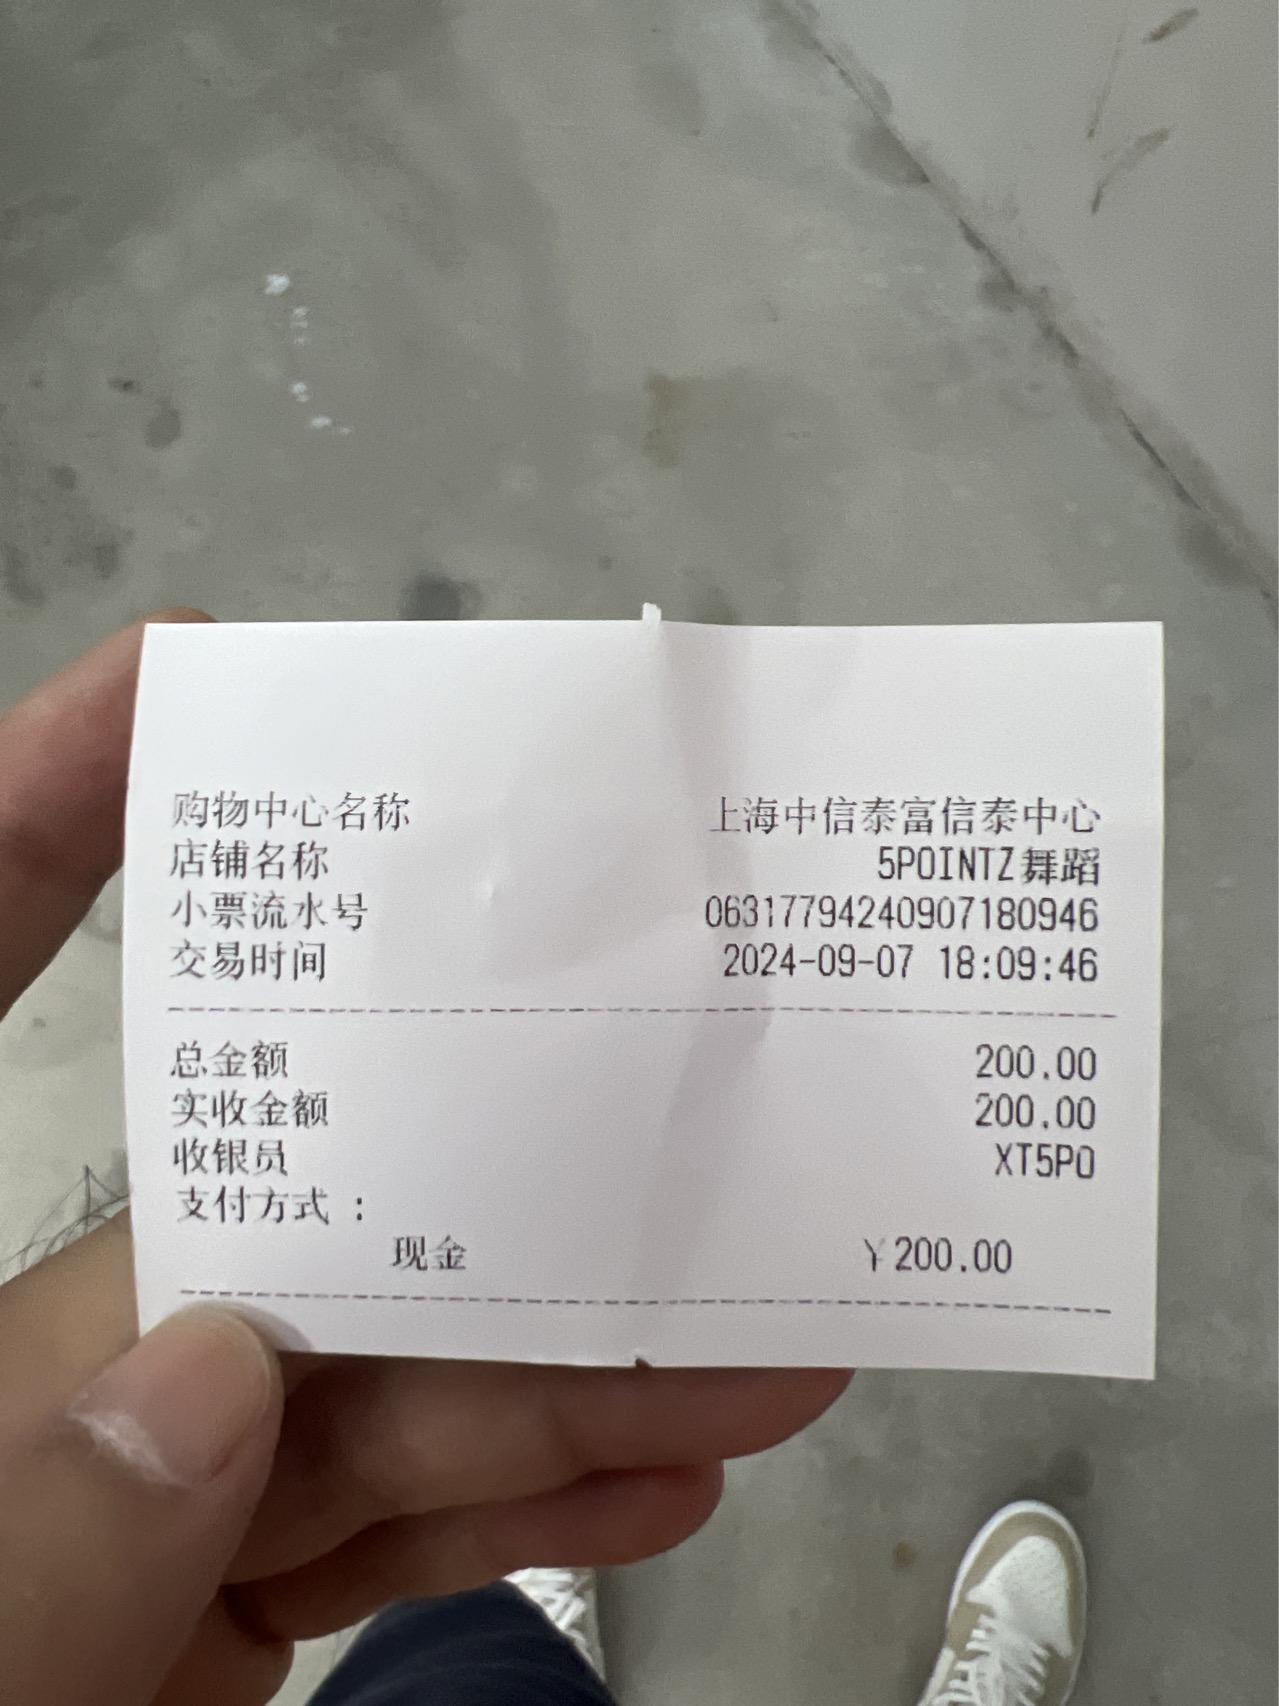 购物中心名称 上海中信泰富信泰中心
店铺名称 5POINTZ舞蹈
小票流水号 06317794240907180946
交易时间 2024-09-07 18:09:46
总金额 200.00
实收金额 200.00
收银员 XT5PO
支付方式：
现金 ¥200.00